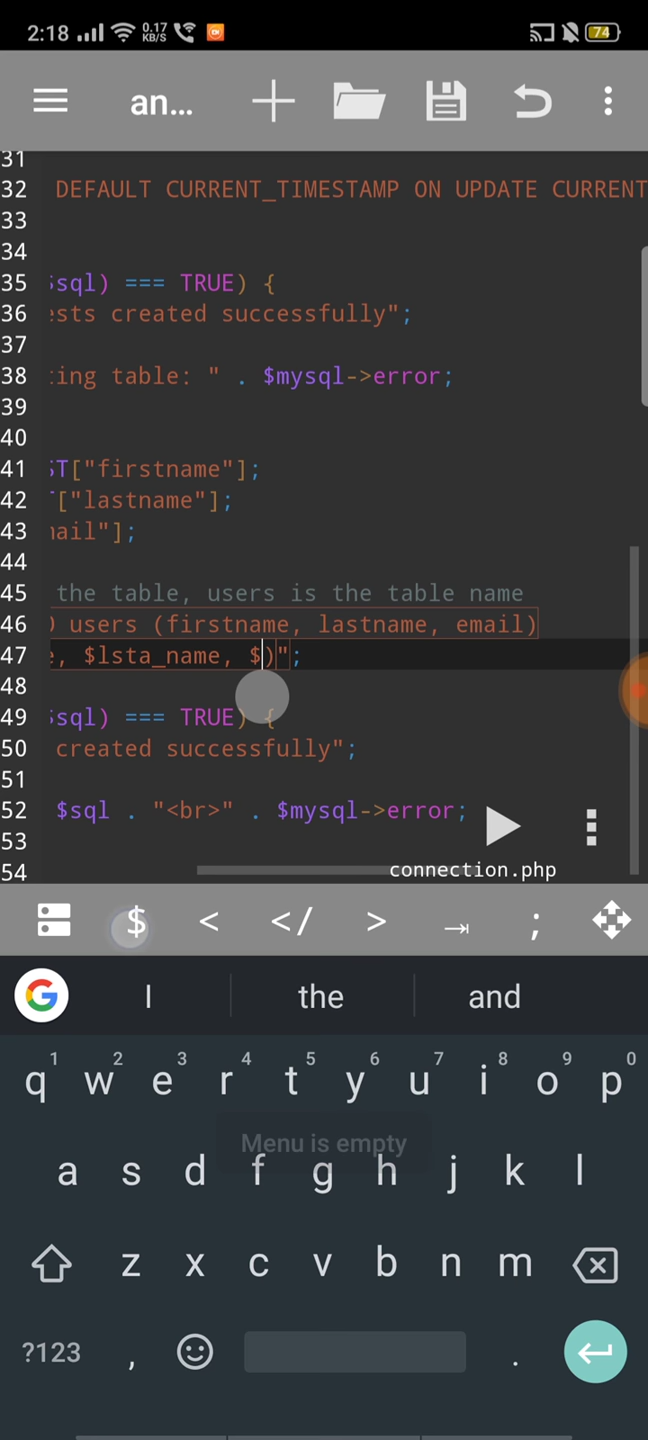 2:18 0.17 KB/S 74
an...
31
32 DEFAULT CURRENT_TIMESTAMP ON UPDATE CURRENT
33
34
35 $sql) === TRUE) {
36 ests created successfully";
37
38 ting table: " . $mysql->error;
39
40
41 ST["firstname"];
42 ["lastname"];
43 mail"];
44
45 the table, users is the table name
46 O users (firstname, lastname, email)
47 e, $lsta_name, $)";
48
49 $sql) === TRUE) {
50 created successfully";
51
52 $sql . "<br>" . $mysql->error;
53
54
connection.php
$ < </ > ⇥ ;
I the and
1 2 3 4 5 6 7 8 9 0
q w e r t y u i o p
Menu is empty
a s d f g h j k l
z x c v b n m
?123 , .